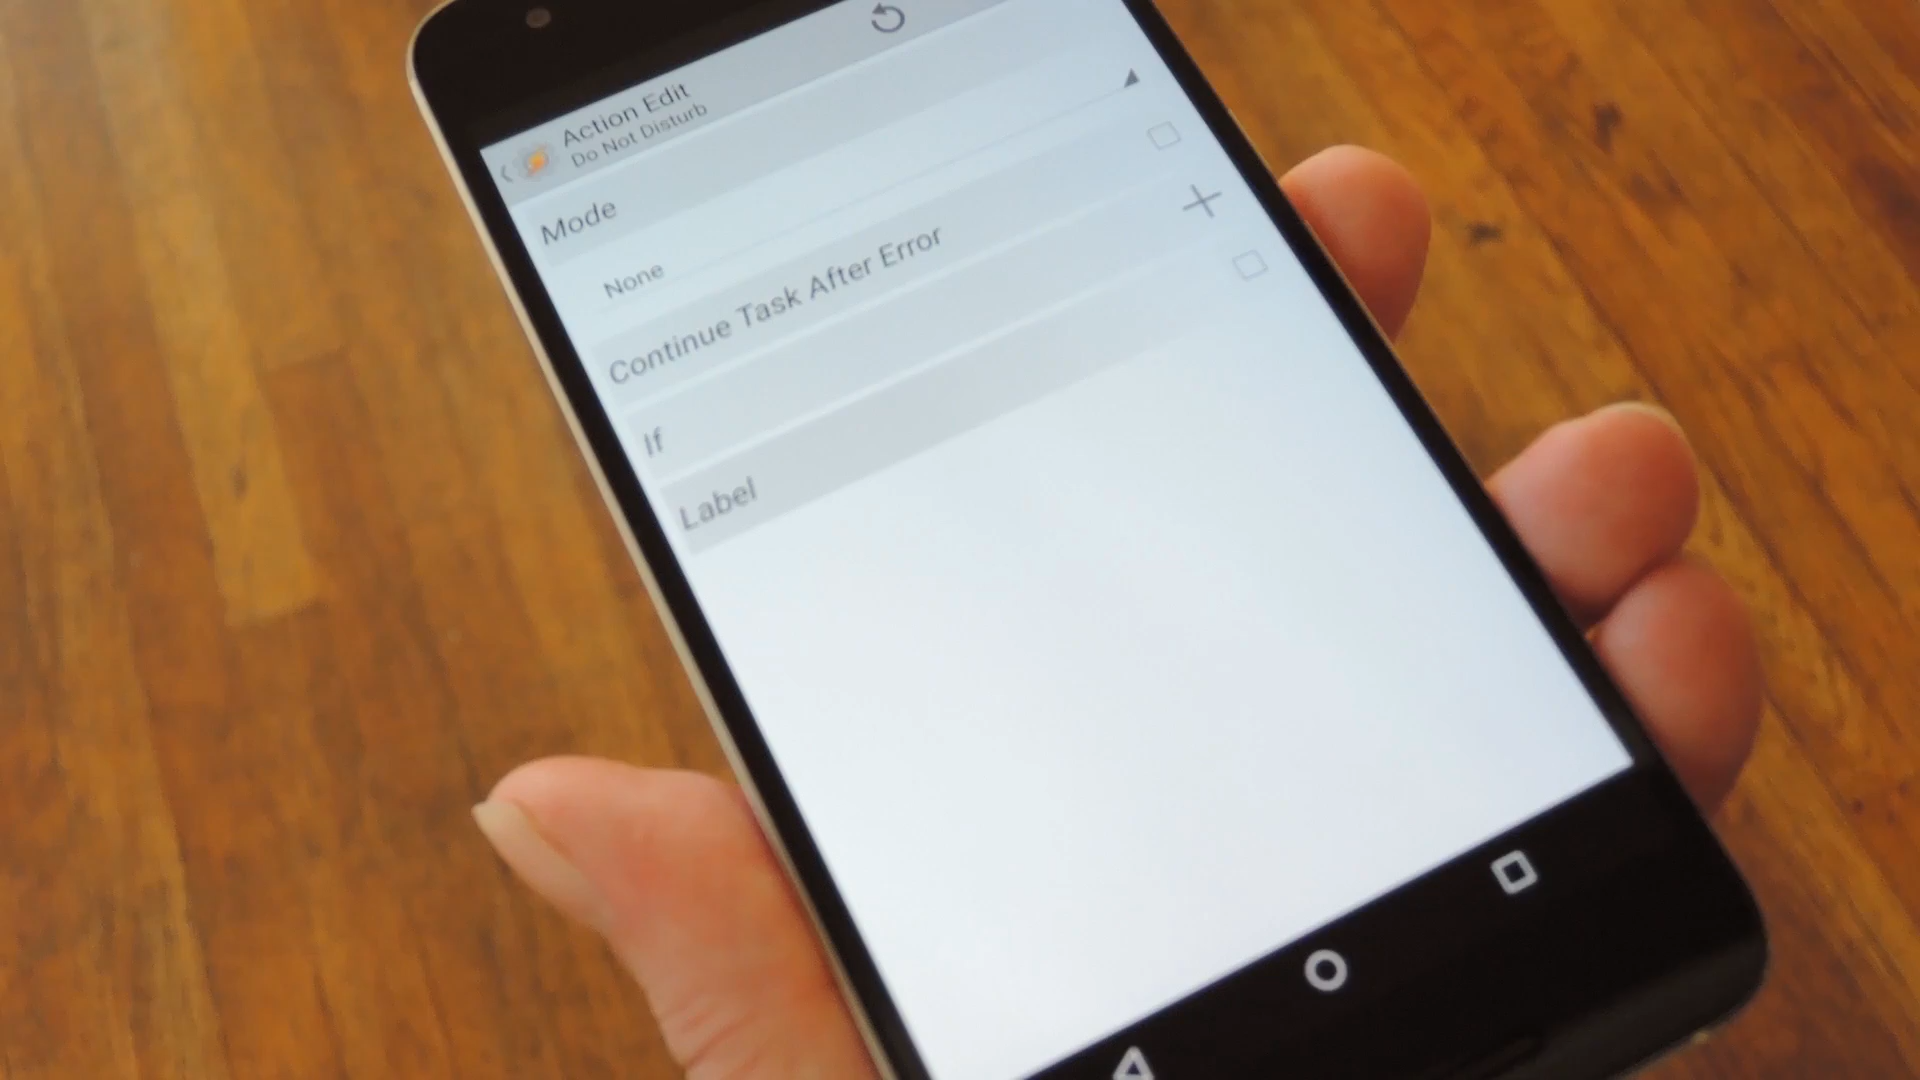 Action Edit
Do Not Disturb
Mode
None
Continue Task After Error
If
Label